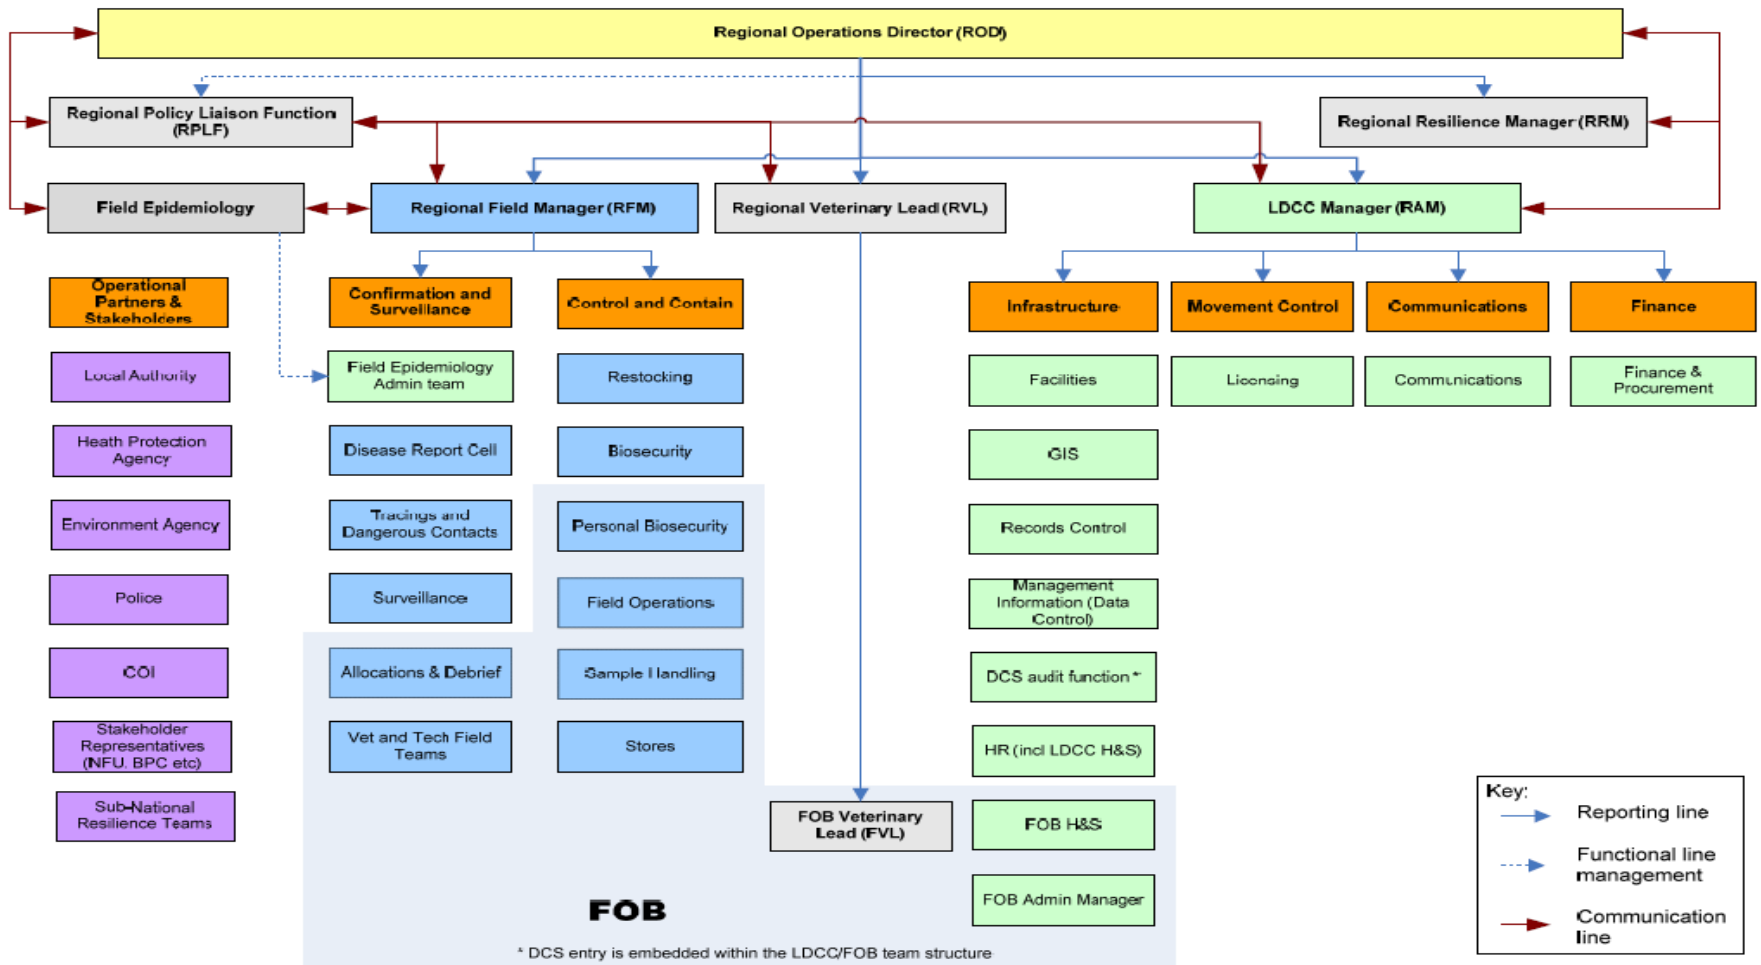 Regional Operations Director (ROD)
Regional Policy Liaison Function
(RPLF)
Regional Resilience Manager (RRM)
Field Epidemiology
Regional Field Manager (RFM)
Regional Veterinary Lead (RVL)
LDCC Manager (RAM)
Operational
Partners &
Stakeholders
Confirmation and
Surveillance
Control and Contain
Infrastructure
Movement Control
Communications
Finance
Local Authority
Field Epidemiology
Admin team
Restocking
Facilities
Licensing
Communications
Finance &
Procurement
Heath Protection
Agency
Disease Report Cell
Biosecurity
GIS
Environment Agency
Tracings and
Dangerous Contacts
Personal Biosecurity
Records Control
Police
Surveillance
Field Operations
Management
Information (Data
Control)
COI
Allocations & Debrief
Sample Handling
DCS audit function *
Stakeholder
Representatives
(NFU. BPC etc)
Vet and Tech Field
Teams
Stores
HR (incl LDCC H&S)
Sub-National
Resilience Teams
FOB Veterinary
Lead (FVL)
FOB H&S
FOB Admin Manager
FOB
* DCS entry is embedded within the LDCC/FOB team structure
Key:
Reporting line
Functional line
management
Communication
line